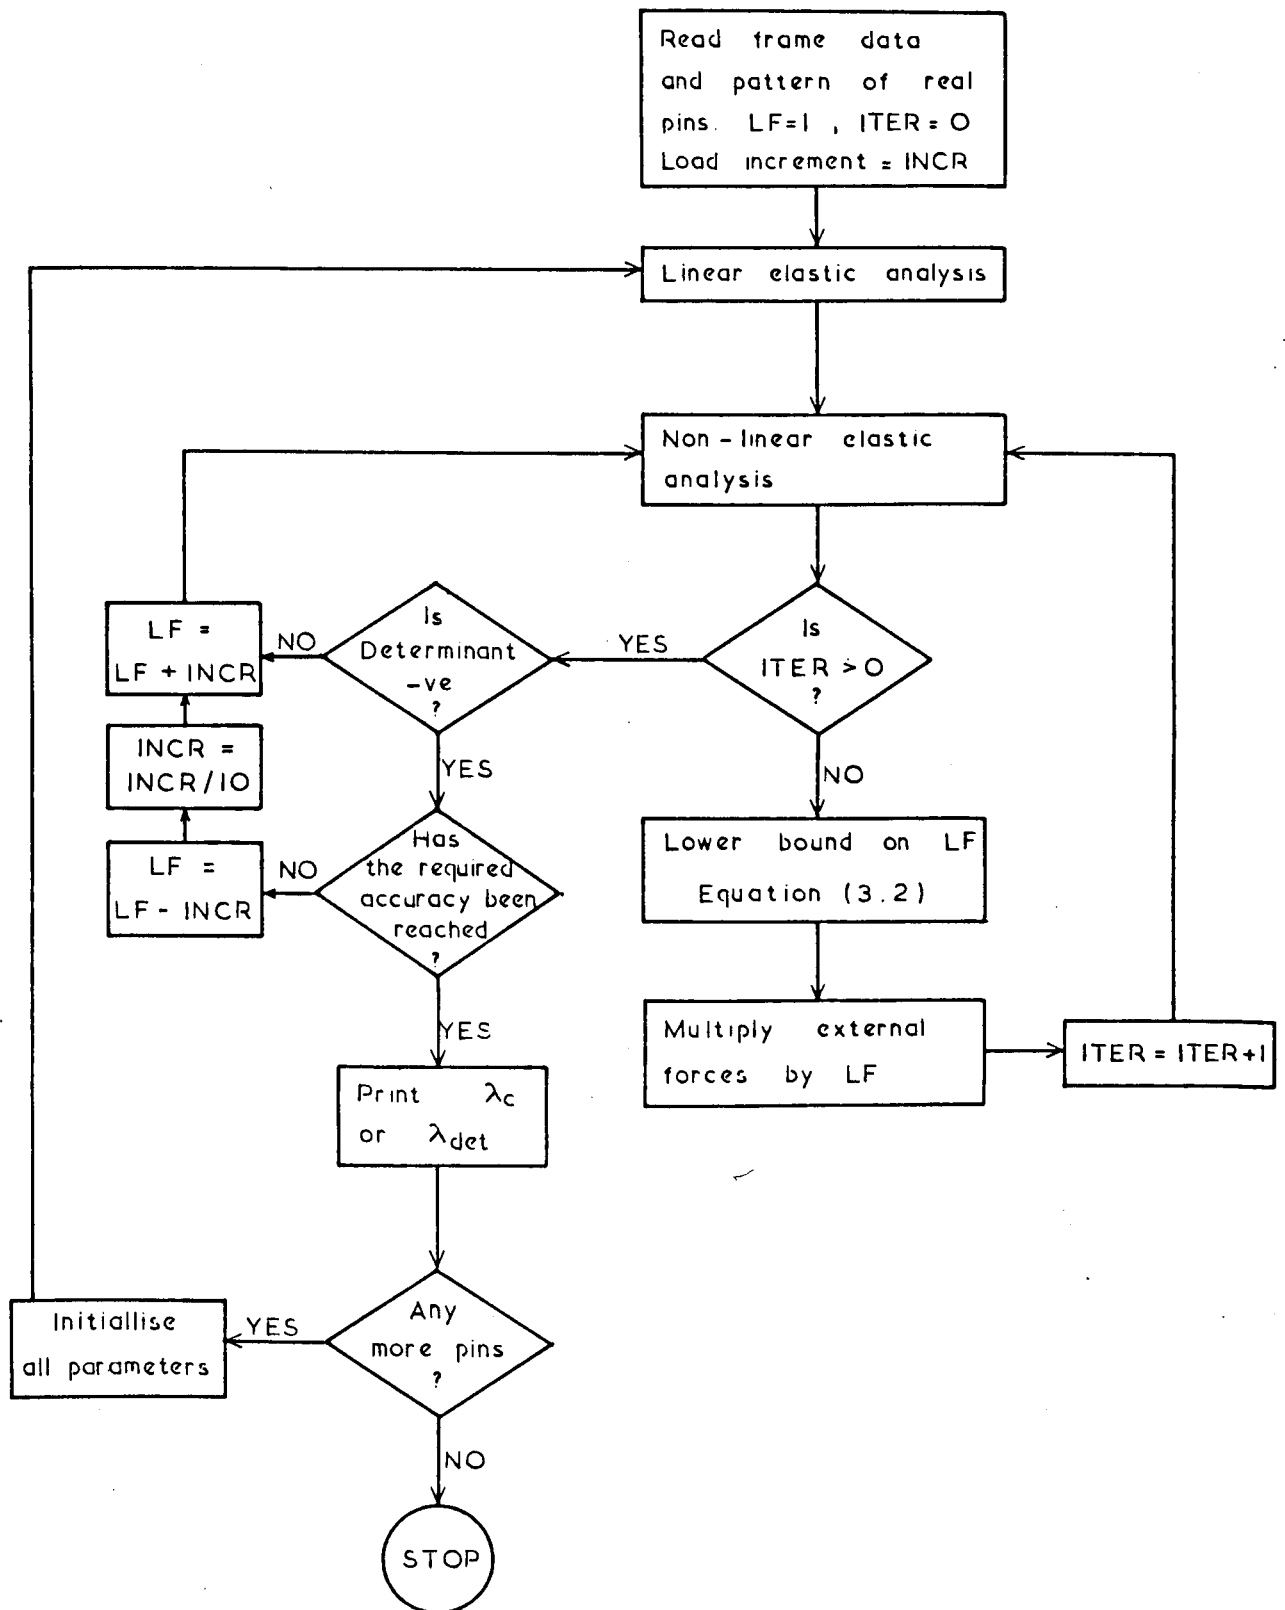 Read frame data
and pattern of real
pins. LF=1 , ITER = 0
Load increment = INCR
Linear elastic analysis
Non-linear elastic
analysis
Is
ITER > 0
?
YES
NO
Is
Determinant
-ve
?
NO
YES
LF =
LF + INCR
INCR =
INCR/10
LF =
LF - INCR
NO
Has
the required
accuracy been
reached
?
YES
Lower bound on LF
Equation (3.2)
Multiply external
forces by LF
ITER = ITER+1
Print λc
or λdet
Any
more pins
?
YES
Initiallise
all parameters
NO
STOP